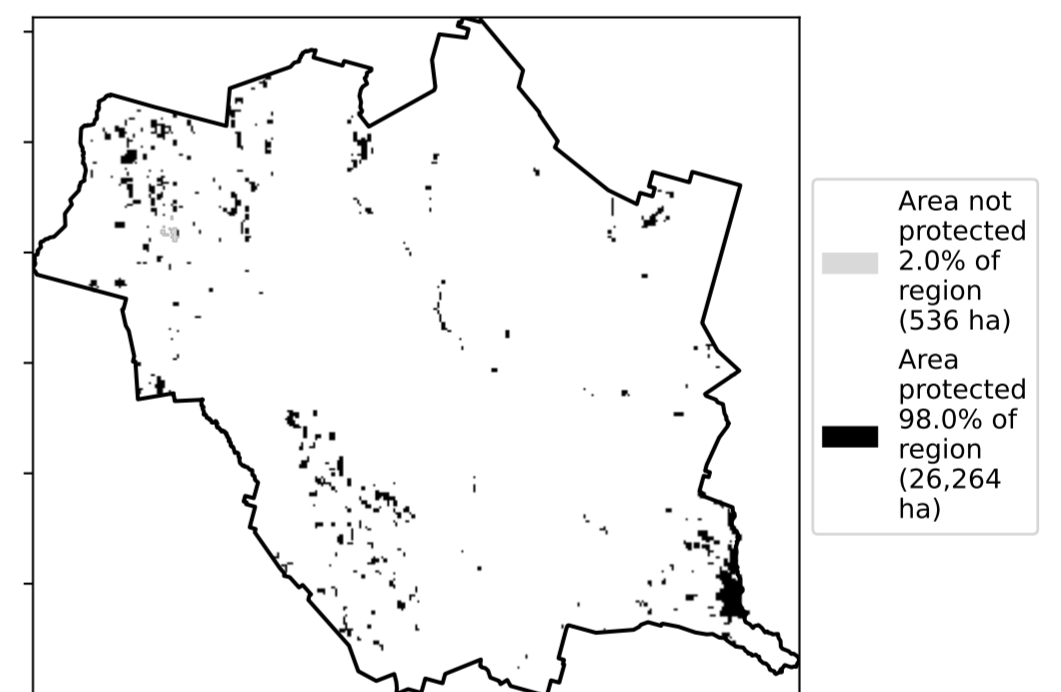 Area not
protected
2.0% of
region
(536 ha)
Area
protected
98.0% of
region
(26,264
ha)